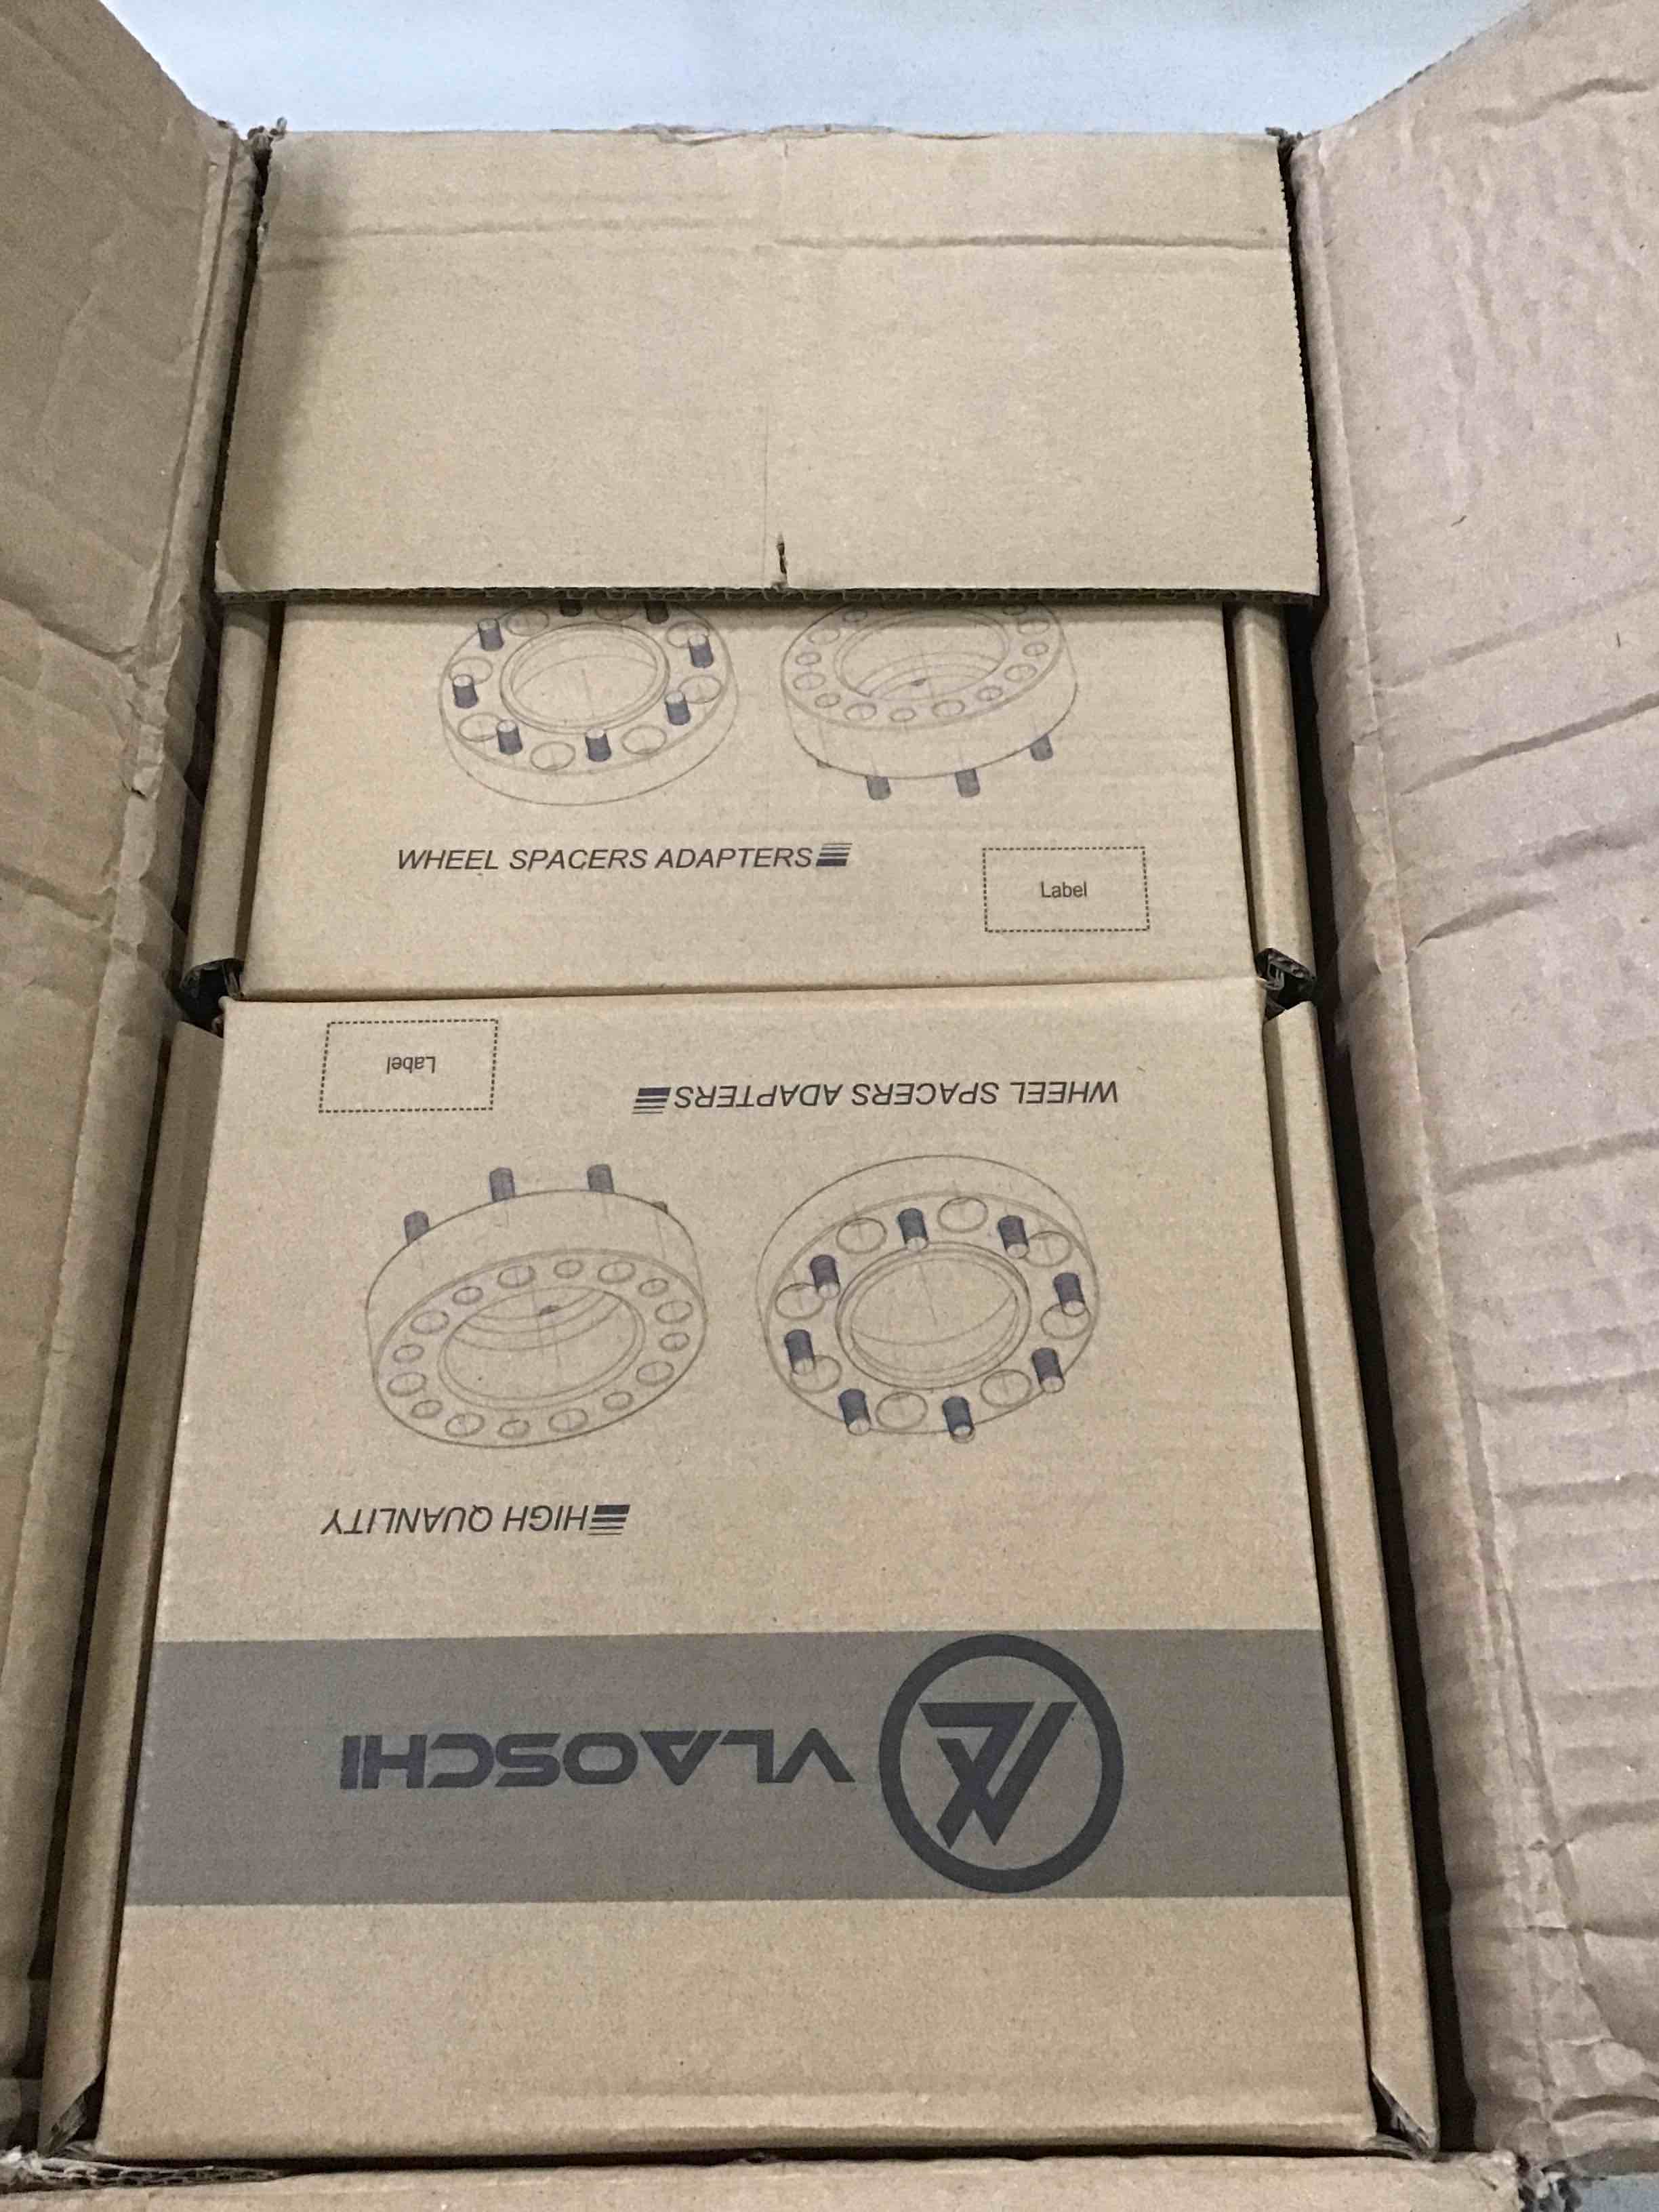 WHEEL SPACERS ADAPTERS
Label
Label
WHEEL SPACERS ADAPTERS
HIGH QUANLITY
VLAOSCHI